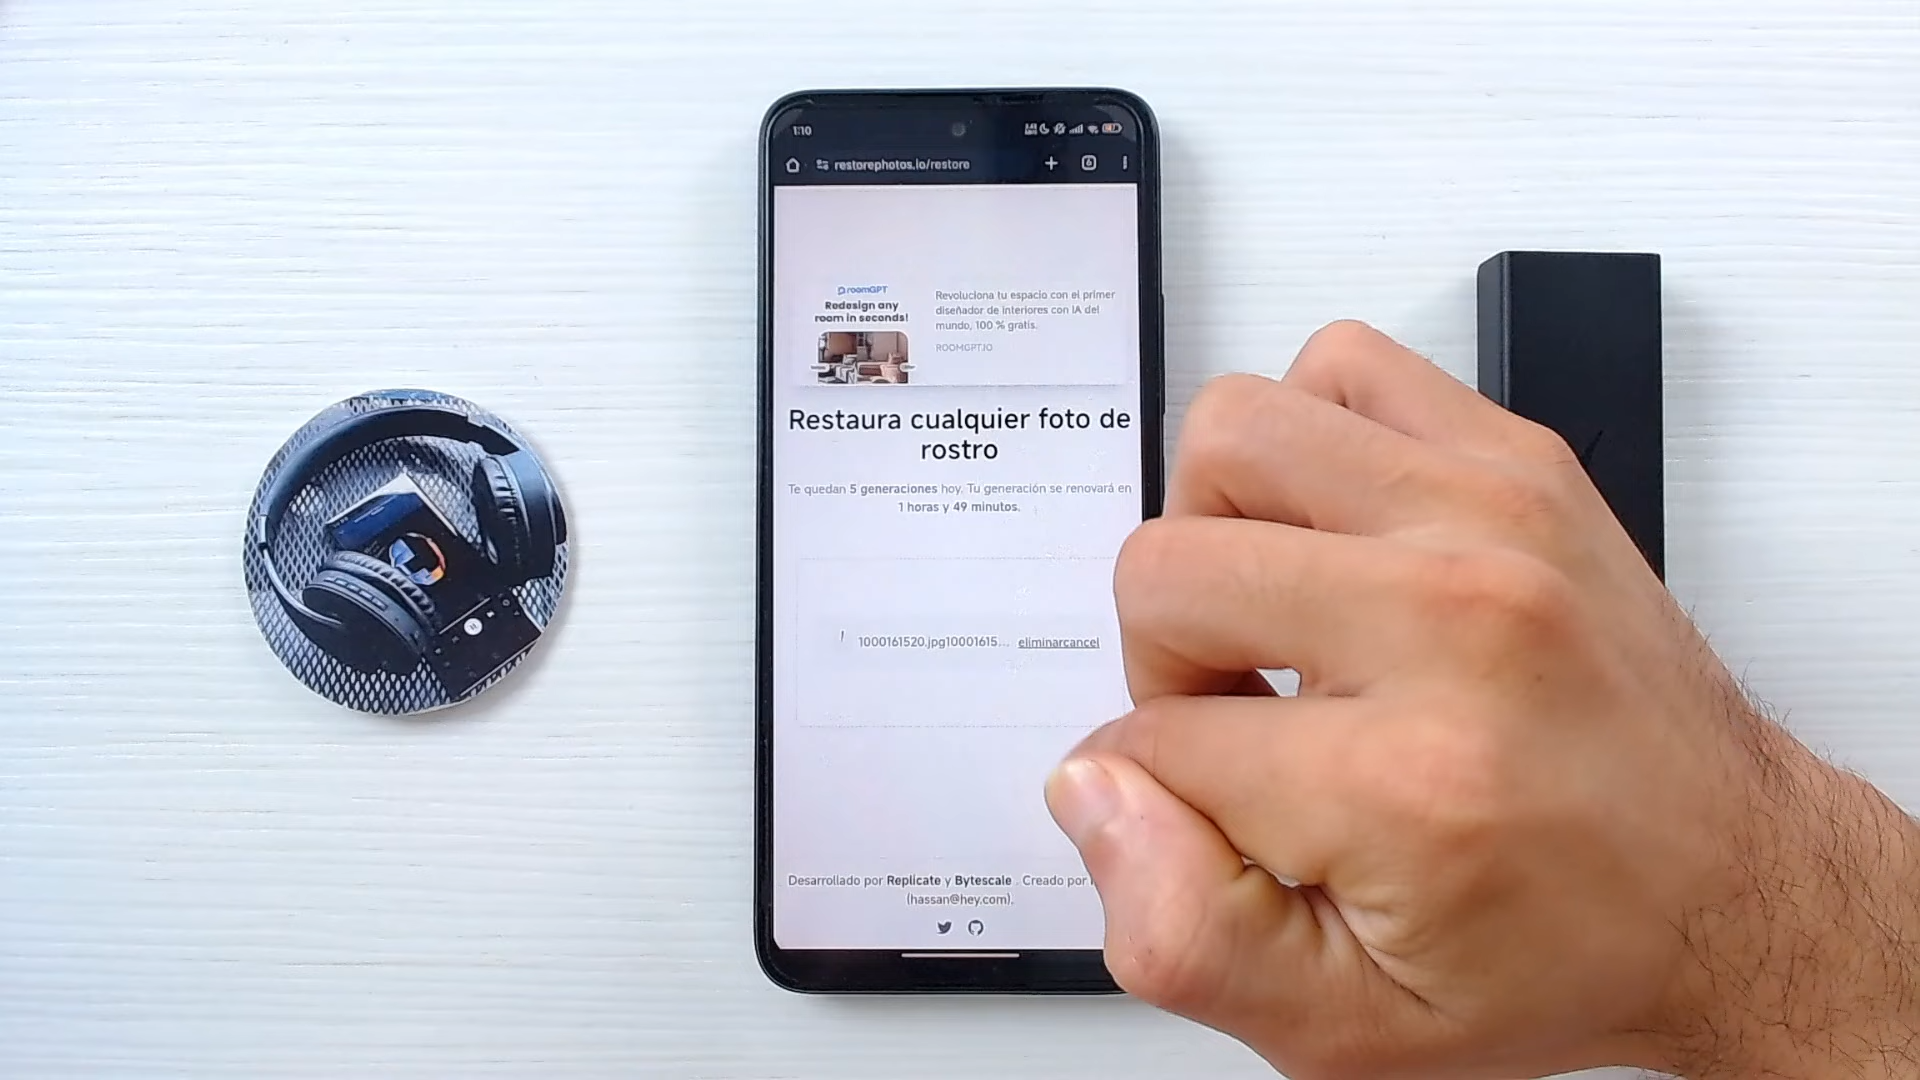 1:10
restorephotos.io/restore
roomGPT
Redesign any
room in seconds!
Revoluciona tu espacio con el primer
diseñador de interiores con IA del
mundo, 100 % gratis.
ROOMGPT.IO
Restaura cualquier foto de
rostro
Te quedan 5 generaciones hoy. Tu generación se renovará en
1 horas y 49 minutos.
1000161520.jpg10001615... eliminarcancel
Desarrollado por Replicate y Bytescale . Creado por
(hassan@hey.com).